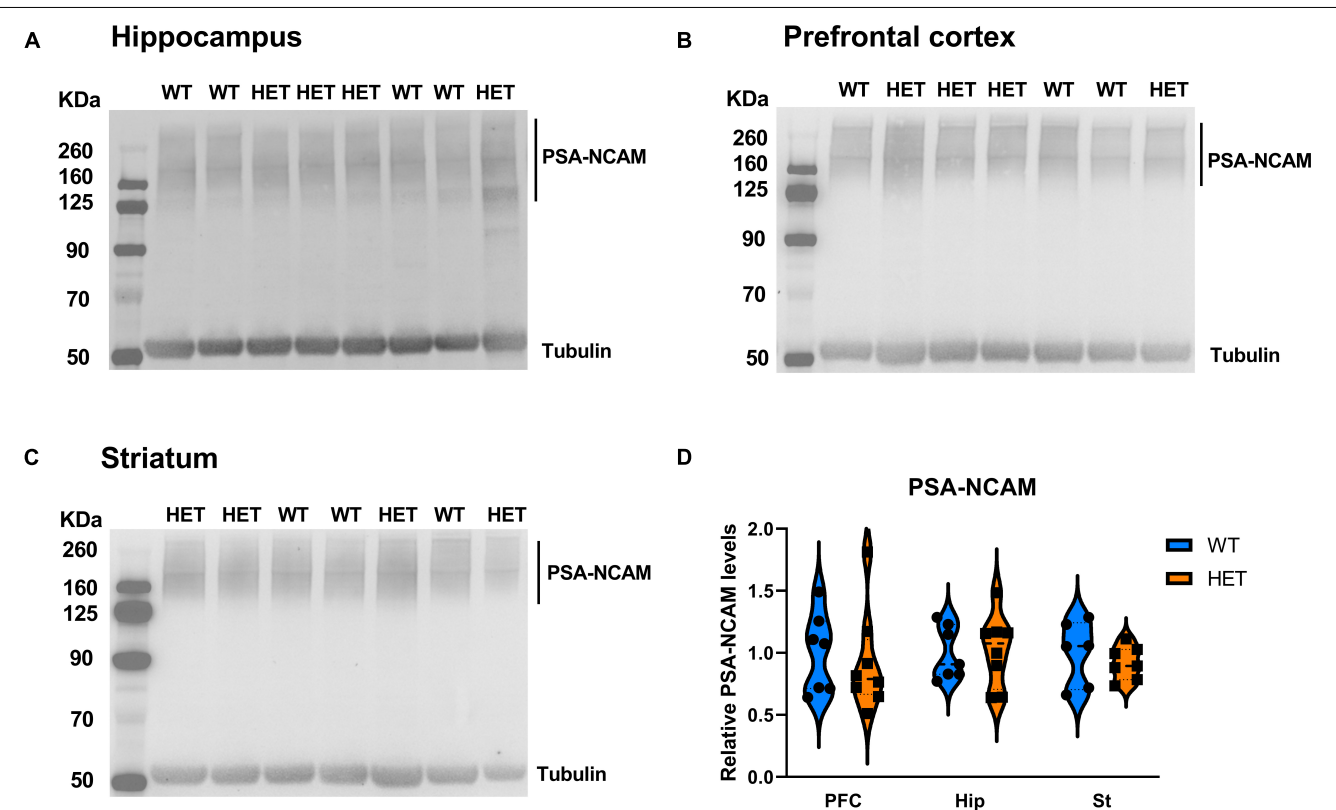 A Hippocampus
KDa WT WT HET HET HET WT WT HET
260
160
125
90
70
50
PSA-NCAM
Tubulin
B Prefrontal cortex
KDa WT HET HET HET WT WT HET
260
160
125
90
70
50
PSA-NCAM
Tubulin
C Striatum
KDa HET HET WT WT HET WT HET
260
160
125
90
70
50
PSA-NCAM
Tubulin
D
PSA-NCAM
Relative PSA-NCAM levels
2.0
1.5
1.0
0.5
0.0
PFC Hip St
WT
HET